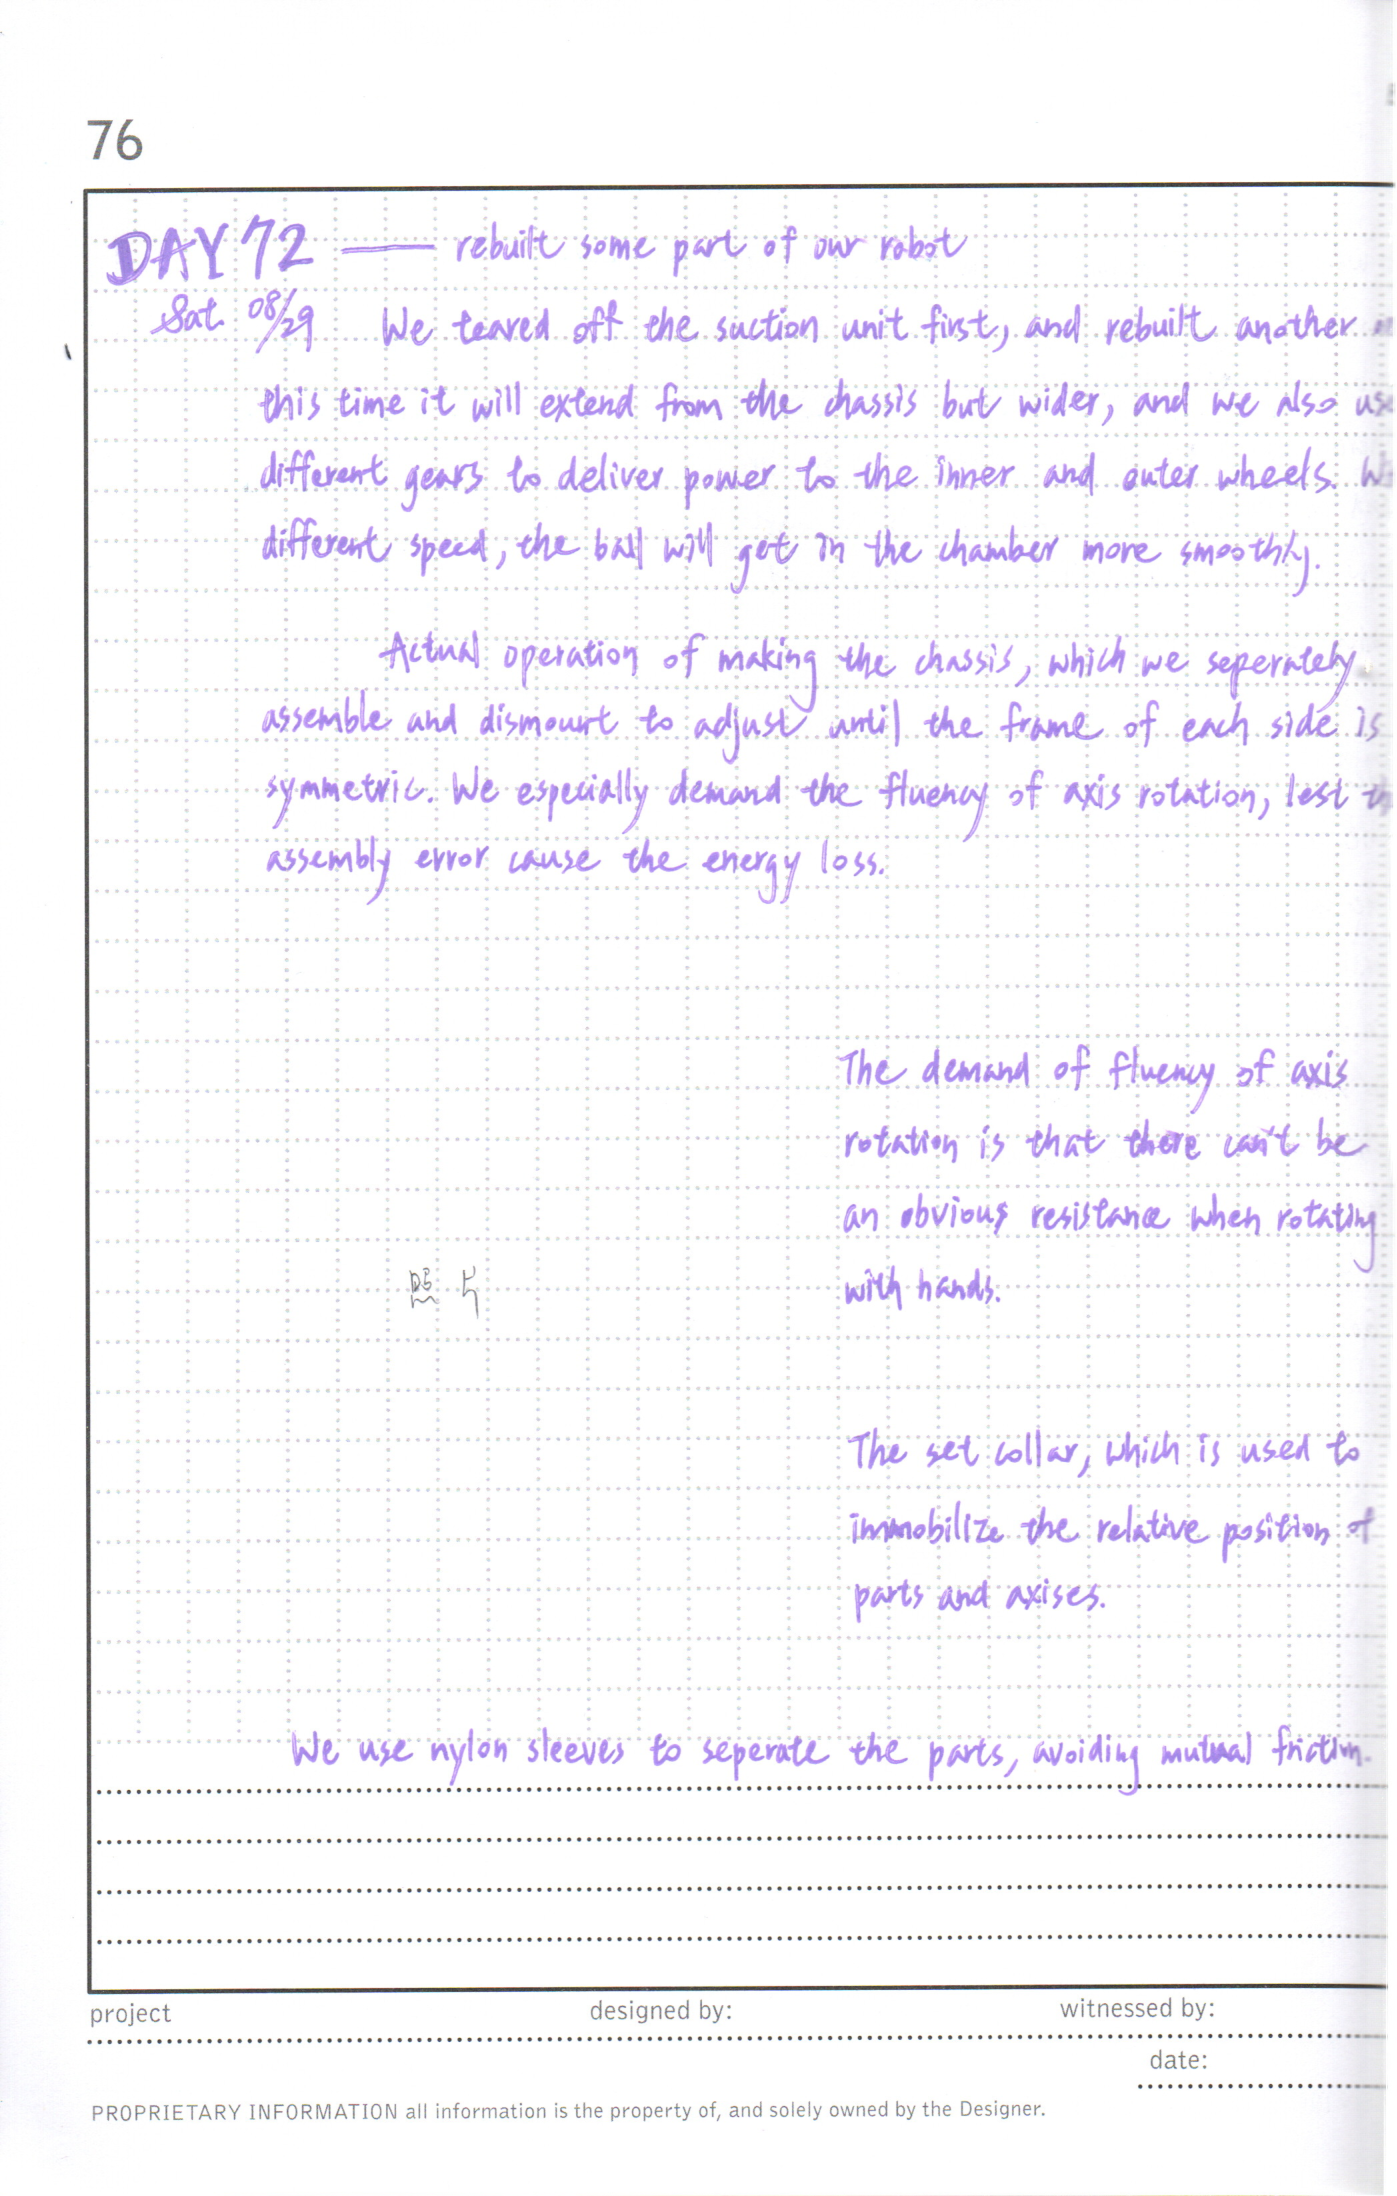 76
DAY 72 —— rebuilt some part of our robot
Sat. 08/29 We teared off the suction unit first, and rebuilt another
this time it will extend from the chassis but wider, and we also us
different gears to deliver power to the inner and outer wheels. W
different speed, the ball will get in the chamber more smoothly.
Actual operation of making the chassis, which we seperately
assemble and dismount to adjust until the frame of each side is
symmetric. We especially demand the fluency of axis rotation, lest
assembly error cause the energy loss.
The demand of fluency of axis
rotation is that there can't be
an obvious resistance when rotating
with hands.
照片
The set collar, which is used to
immobilize the relative position of
parts and axises.
We use nylon sleeves to seperate the parts, avoiding mutual friction.
project designed by: witnessed by:
date:
PROPRIETARY INFORMATION all information is the property of, and solely owned by the Designer.